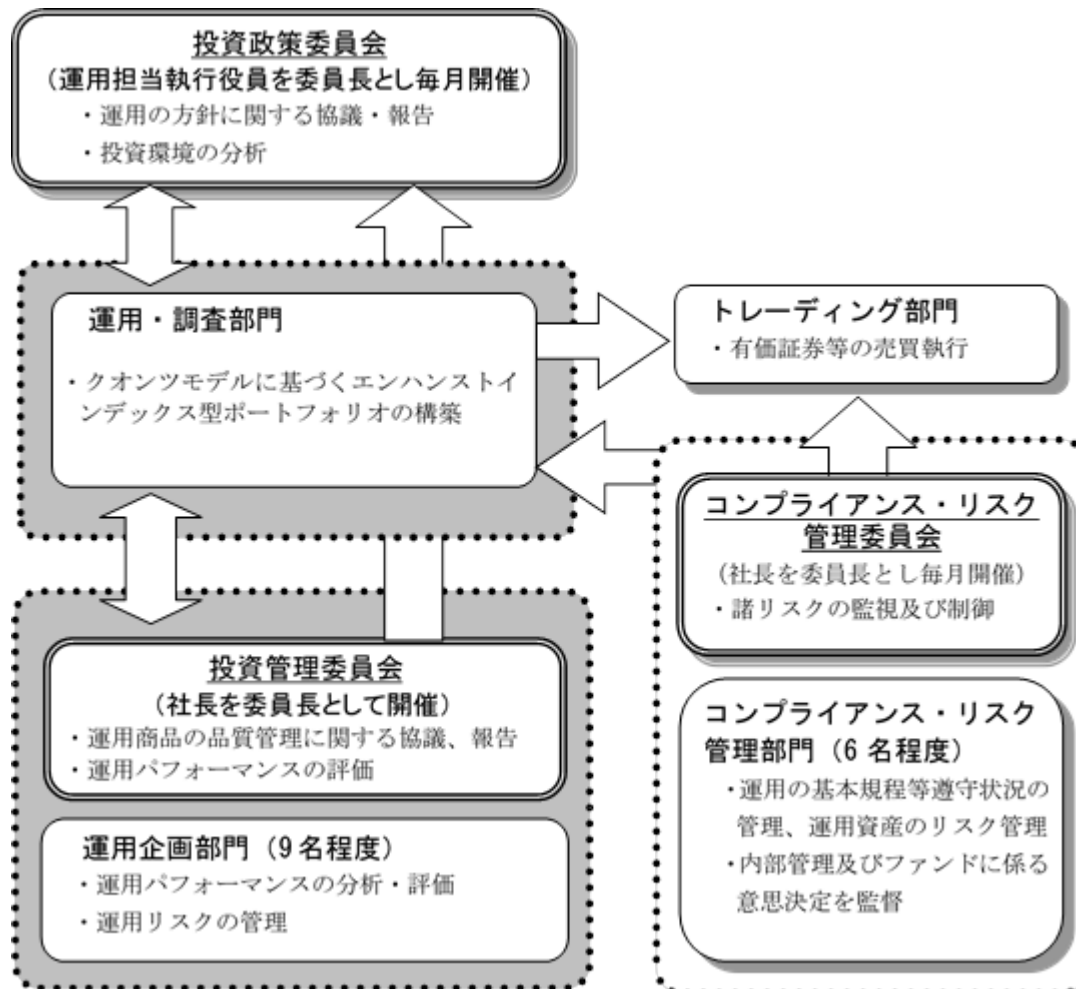 投資政策委員会
(運用担当執行役員を委員長とし毎月開催)
・運用の方針に関する協議・報告
・投資環境の分析
運用・調査部門
・クオンツモデルに基づくエンハンストイ
ンデックス型ポートフォリオの構築
トレーディング部門
・有価証券等の売買執行
コンプライアンス・リスク
管理委員会
(社長を委員長とし毎月開催)
・諸リスクの監視及び制御
投資管理委員会
(社長を委員長として開催)
・運用商品の品質管理に関する協議、報告
・運用パフォーマンスの評価
運用企画部門(9名程度)
・運用パフォーマンスの分析・評価
・運用リスクの管理
コンプライアンス・リスク
管理部門(6名程度)
・運用の基本規程等遵守状況の
管理、運用資産のリスク管理
・内部管理及びファンドに係る
意思決定を監督